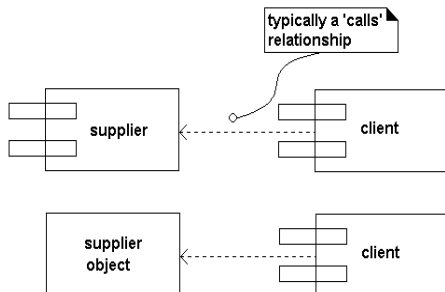 typically a 'calls'
relationship
supplier
client
supplier
object
client